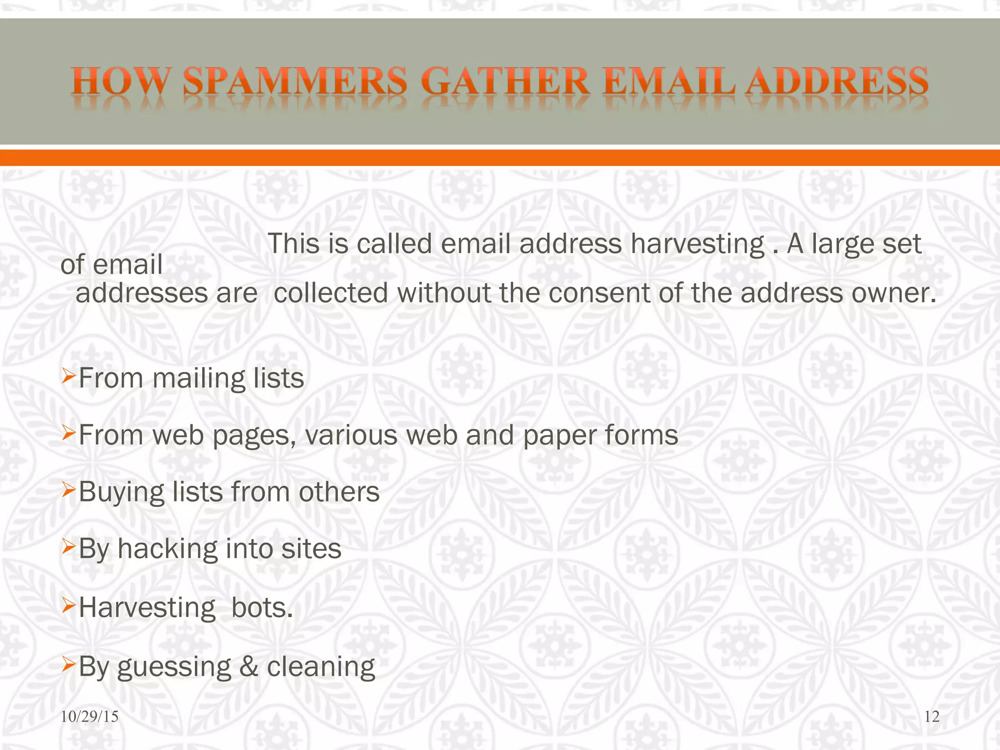 HOW SPAMMERS GATHER EMAIL ADDRESS
This is called email address harvesting . A large set
of email
addresses are  collected without the consent of the address owner.
➢From mailing lists
➢From web pages, various web and paper forms
➢Buying lists from others
➢By hacking into sites
➢Harvesting  bots.
➢By guessing & cleaning
10/29/15
12